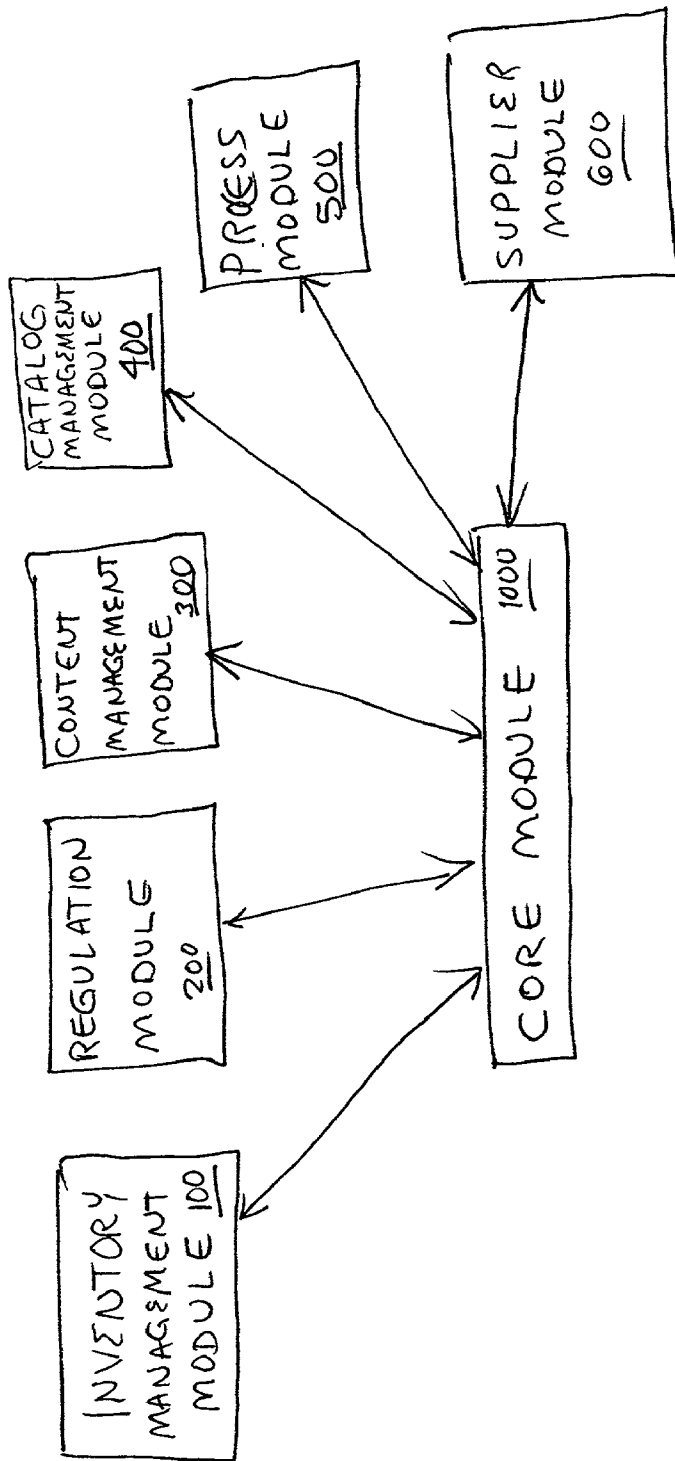 INVENTORY
MANAGEMENT
MODULE 100
REGULATION
MODULE
200
CONTENT
MANAGEMENT
MODULE 300
CATALOG
MANAGEMENT
MODULE
400
PROCESS
MODULE
500
SUPPLIER
MODULE
600
CORE MODULE 1000